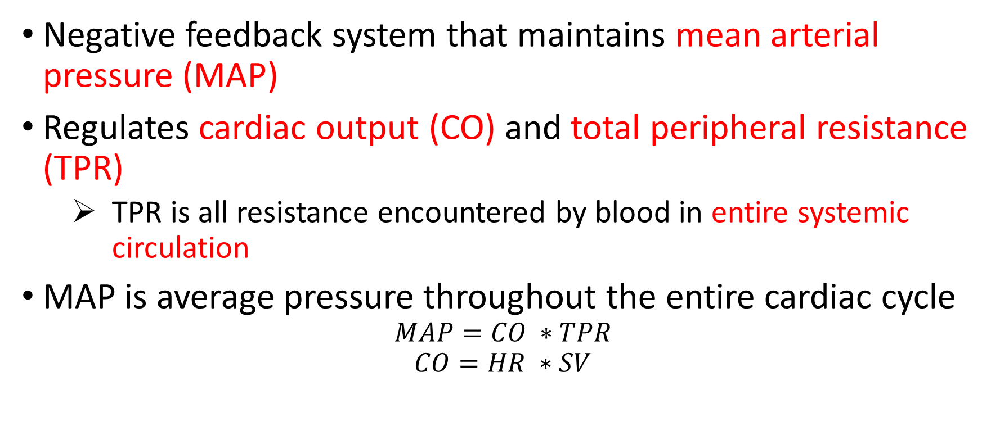 • Negative feedback system that maintains mean arterial
pressure (MAP)
• Regulates cardiac output (CO) and total peripheral resistance
(TPR)
➢ TPR is all resistance encountered by blood in entire systemic
circulation
• MAP is average pressure throughout the entire cardiac cycle
MAP = CO * TPR
CO = HR * SV